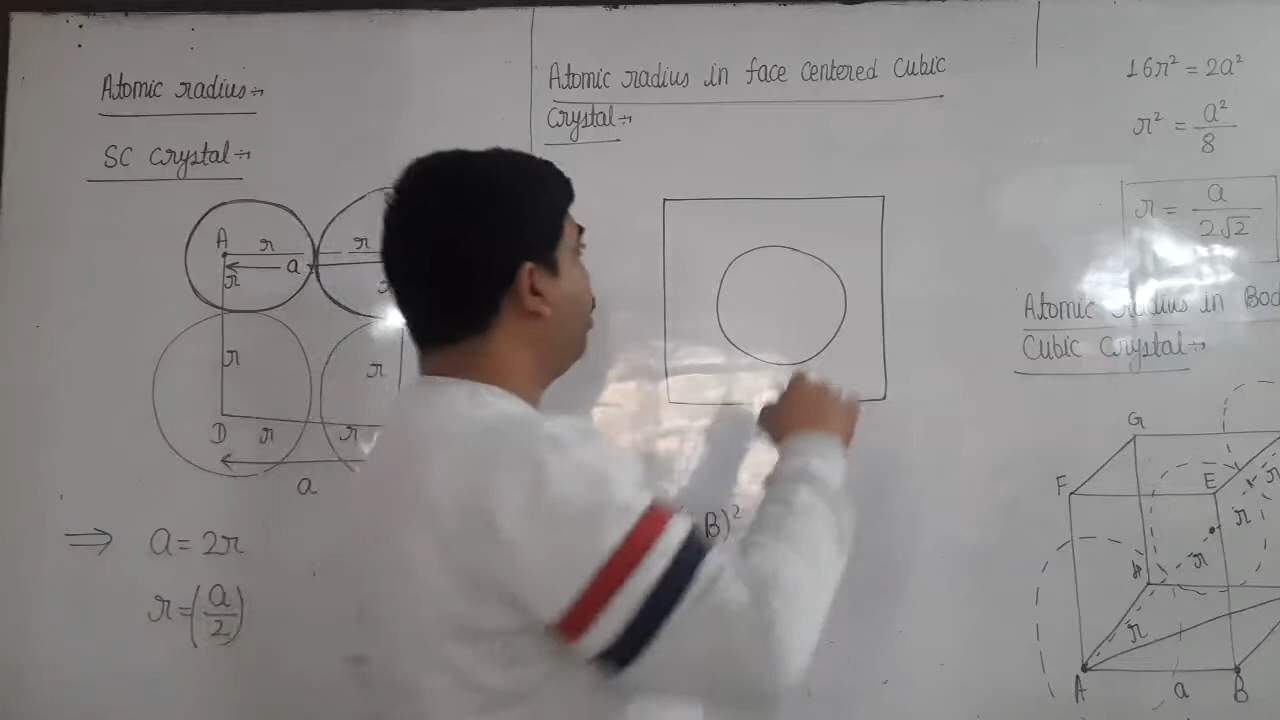 Atomic radius:-
SC Crystal:-
A r r
a
r r
r r
D r r
a
⇒ a = 2r
r = (a/2)
Atomic radius in face centered Cubic
Crystal:-
B)²
16r² = 2a²
r² = a²/8
r = a/2√2
Atomic radius in Bod
Cubic Crystal:-
G
F E r
r
r
r
A a B